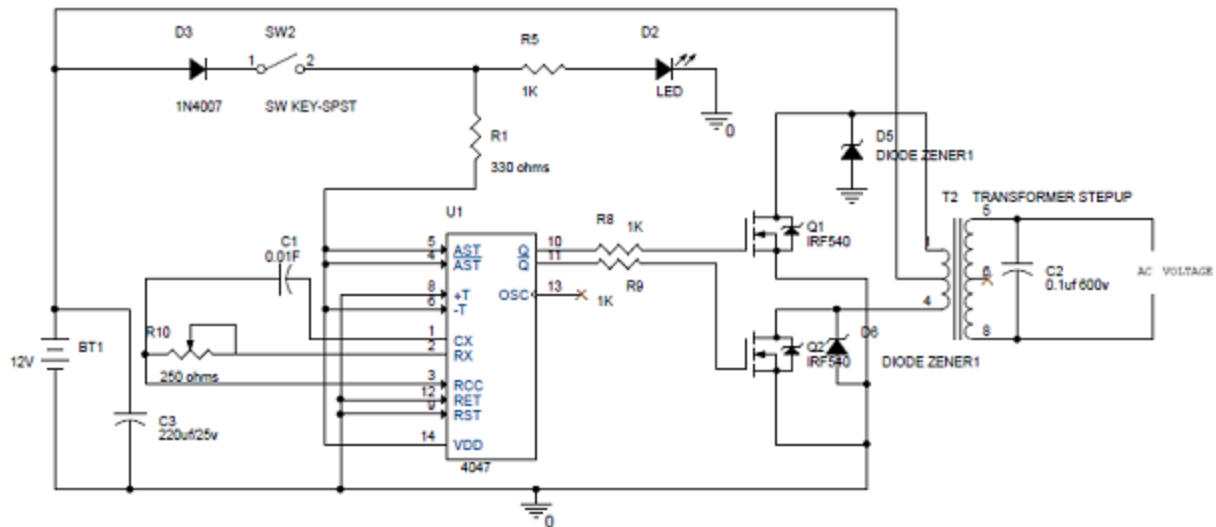 D3
SW2
R5
D2
1
2
1N4007
SW KEY-SPST
1K
LED
0
R1
330 ohms
D5
DIODE ZENER1
T2 TRANSFORMER STEPUP
U1
C1
0.01F
R8
1K
Q1
IRF540
5
AST
10
Q
4
AST
11
Q
R9
1K
8
+T
OSC
13
6
-T
1
CX
2
RX
3
RCC
12
RET
9
RST
14
VDD
4047
R10
250 ohms
BT1
12V
C3
220uf/25v
Q2
IRF540
D6
DIODE ZENER1
1
4
5
6
8
C2
0.1uf 600v
AC VOLTAGE
0